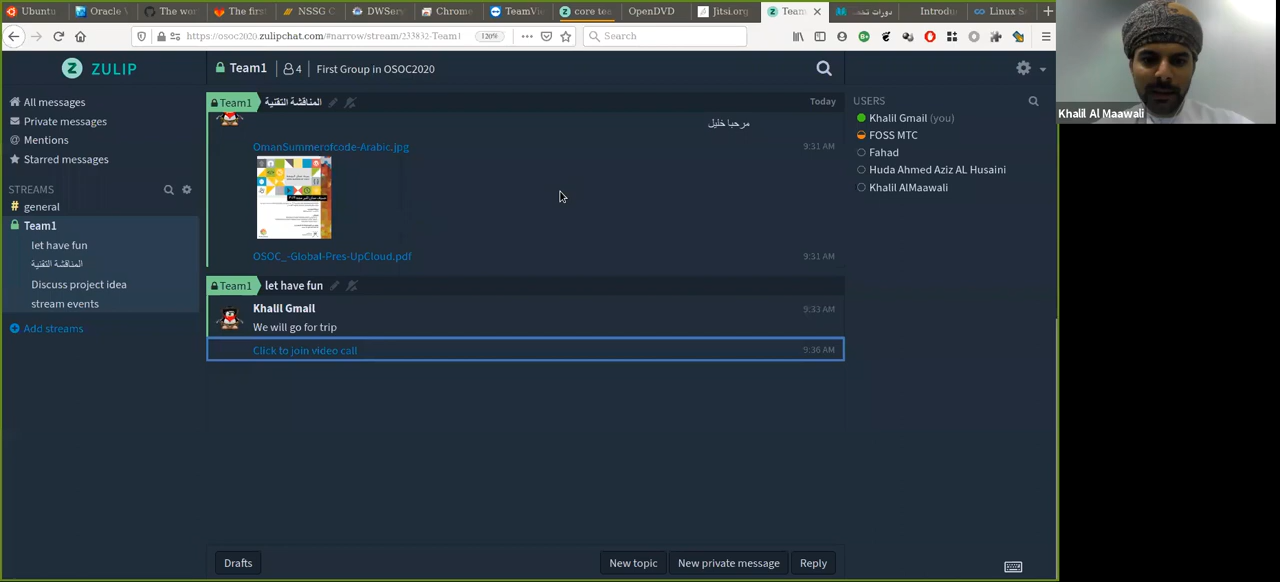 Ubuntu
Oracle V
The wor
The first
NSSG C
DWServ
Chrome
TeamVi
core tea
OpenDVD
Jitsi.org
Team
دورات تخصـ
Introdu
Linux S
https://osoc2020.zulipchat.com/#narrow/stream/233832-Team1
120%
Search
ZULIP
Team1
4
First Group in OSOC2020
Khalil Al Maawali
All messages
Private messages
Mentions
Starred messages
STREAMS
general
Team1
let have fun
المناقشة التقنية
Discuss project idea
stream events
Add streams
Team1
المناقشة التقنية
Today
مرحبا خليل
OmanSummerofcode-Arabic.jpg
9:31 AM
OSOC_-Global-Pres-UpCloud.pdf
9:31 AM
Team1
let have fun
Khalil Gmail
9:33 AM
We will go for trip
Click to join video call
9:36 AM
USERS
Khalil Gmail (you)
FOSS MTC
Fahad
Huda Ahmed Aziz AL Husaini
Khalil AlMaawali
Drafts
New topic
New private message
Reply